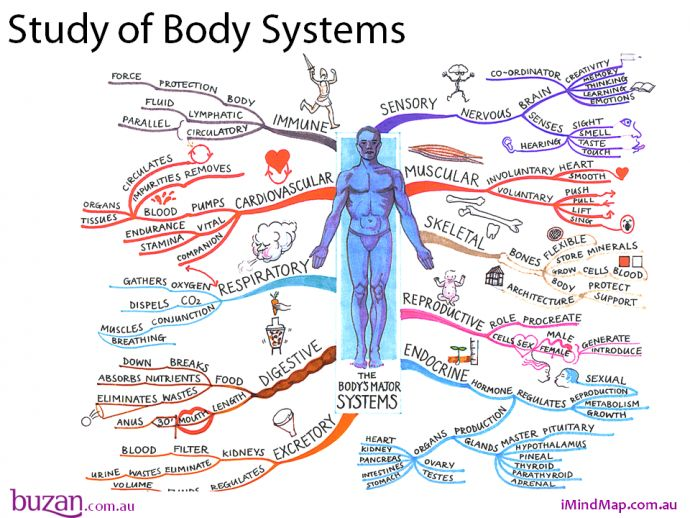 Study of Body Systems
FORCE
PROTECTION
BODY
FLUID
LYMPHATIC
PARALLEL
CIRCULATORY
IMMUNE
CIRCULATES
IMPURITIES REMOVES
ORGANS
TISSUES
BLOOD
PUMPS
ENDURANCE
VITAL
STAMINA
COMPANION
CARDIOVASCULAR
GATHERS OXYGEN
DISPELS CO2
MUSCLES
CONJUNCTION
BREATHING
RESPIRATORY
DOWN
BREAKS
ABSORBS NUTRIENTS
FOOD
ELIMINATES WASTES
ANUS
30'
MOUTH
LENGTH
DIGESTIVE
BLOOD
FILTER
KIDNEYS
URINE
WASTES
ELIMINATE
VOLUME
FLUIDS
REGULATES
EXCRETORY
SENSORY
NERVOUS
CO-ORDINATOR
BRAIN
CREATIVITY
MEMORY
THINKING
LEARNING
EMOTIONS
SENSES
SIGHT
SMELL
TASTE
TOUCH
HEARING
MUSCULAR
INVOLUNTARY
HEART
SMOOTH
VOLUNTARY
PUSH
PULL
LIFT
SING
SKELETAL
BONES
FLEXIBLE
STORE MINERALS
GROW CELLS BLOOD
BODY
PROTECT
SUPPORT
ARCHITECTURE
REPRODUCTIVE
ROLE PROCREATE
CELLS
SEX
MALE
FEMALE
GENERATE
INTRODUCE
ENDOCRINE
HORMONE
REGULATES
SEXUAL
REPRODUCTION
METABOLISM
GROWTH
PRODUCTION
ORGANS
HEART
KIDNEY
PANCREAS
INTESTINES
STOMACH
OVARY
TESTES
GLANDS
MASTER PITUITARY
HYPOTHALAMUS
PINEAL
THYROID
PARATHYROID
ADRENAL
THE
BODY'S MAJOR
SYSTEMS
buzan.com.au
iMindMap.com.au